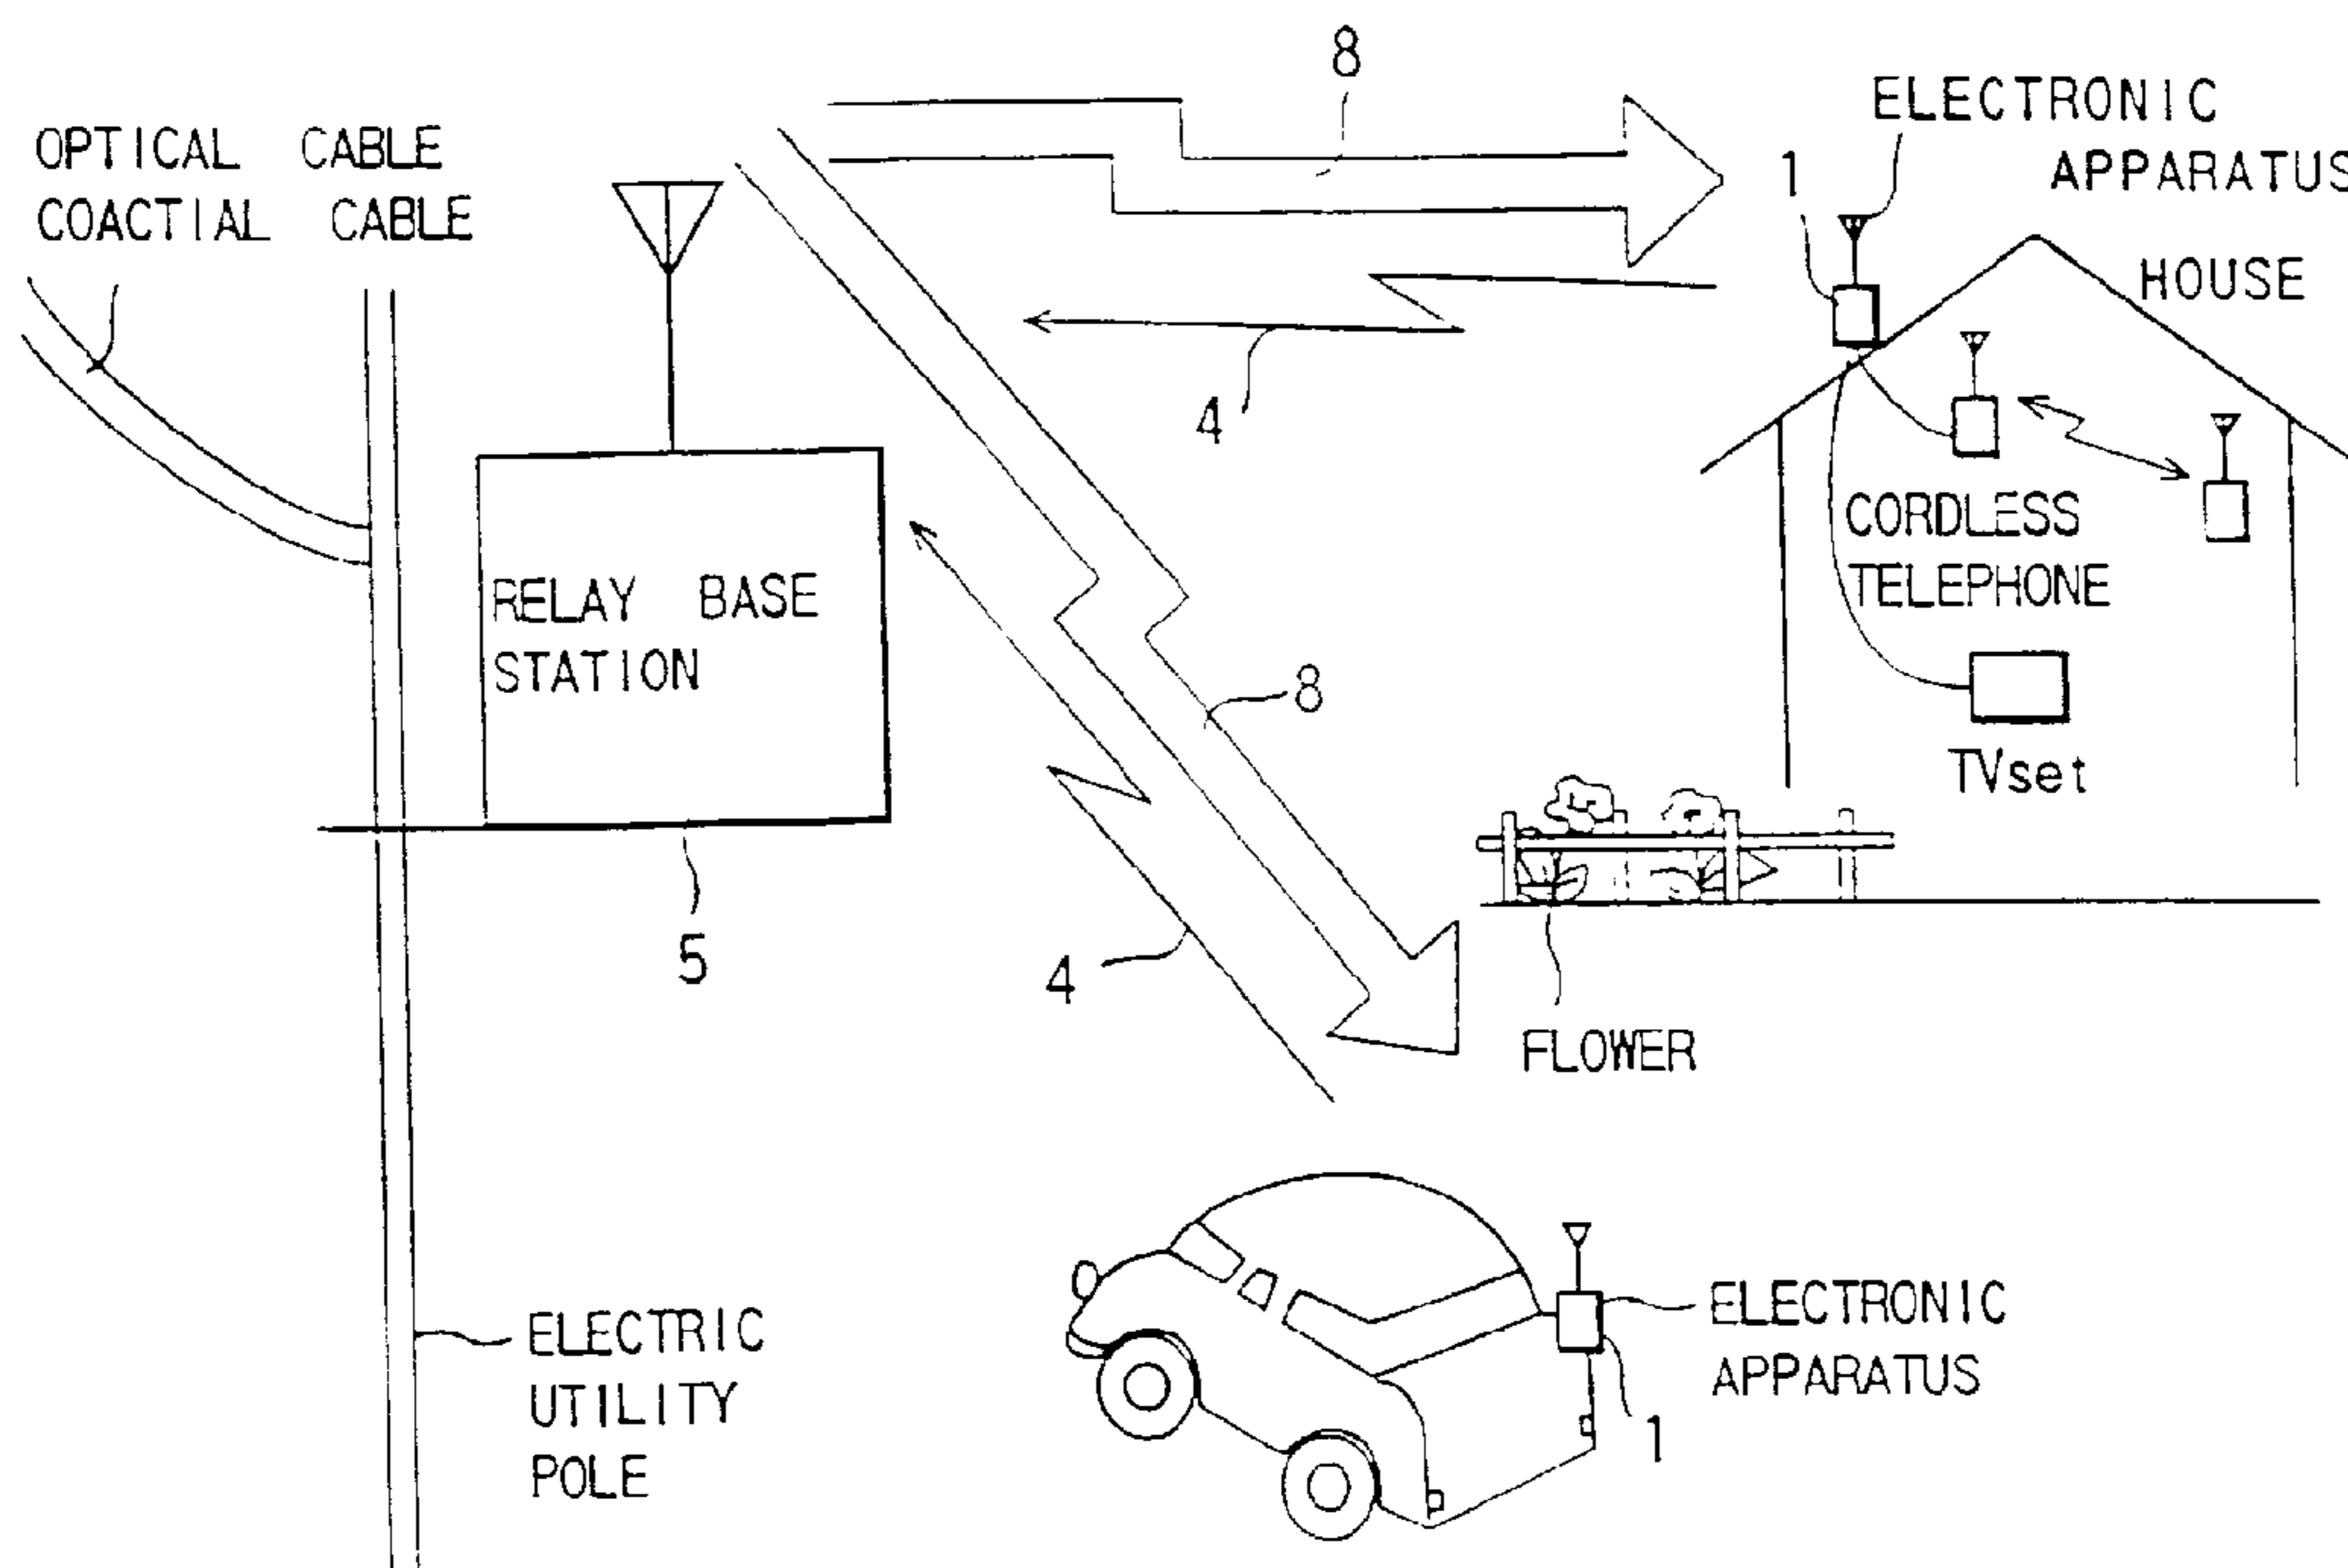 8
ELECTRONIC
APPARATUS
OPTICAL CABLE
COACTIAL CABLE
1
HOUSE
4
CORDLESS
TELEPHONE
RELAY BASE
STATION
8
TVset
5
4
FLOWER
ELECTRIC
UTILITY
POLE
ELECTRONIC
APPARATUS
1